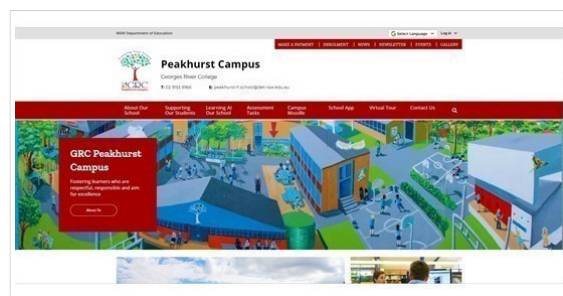 NSW Department of Education
Select Language
Log in
MAKE A PAYMENT | ENROLMENT | NEWS | NEWSLETTER | EVENTS | GALLERY
Peakhurst Campus
Georges River College
PGRC
About Our School
Supporting Our Students
Learning At Our School
Assessment Tasks
Campus Moodle
School App
Virtual Tour
Contact Us
GRC Peakhurst
Campus
Fostering learners who are
respectful, responsible and aim
for excellence
About Us